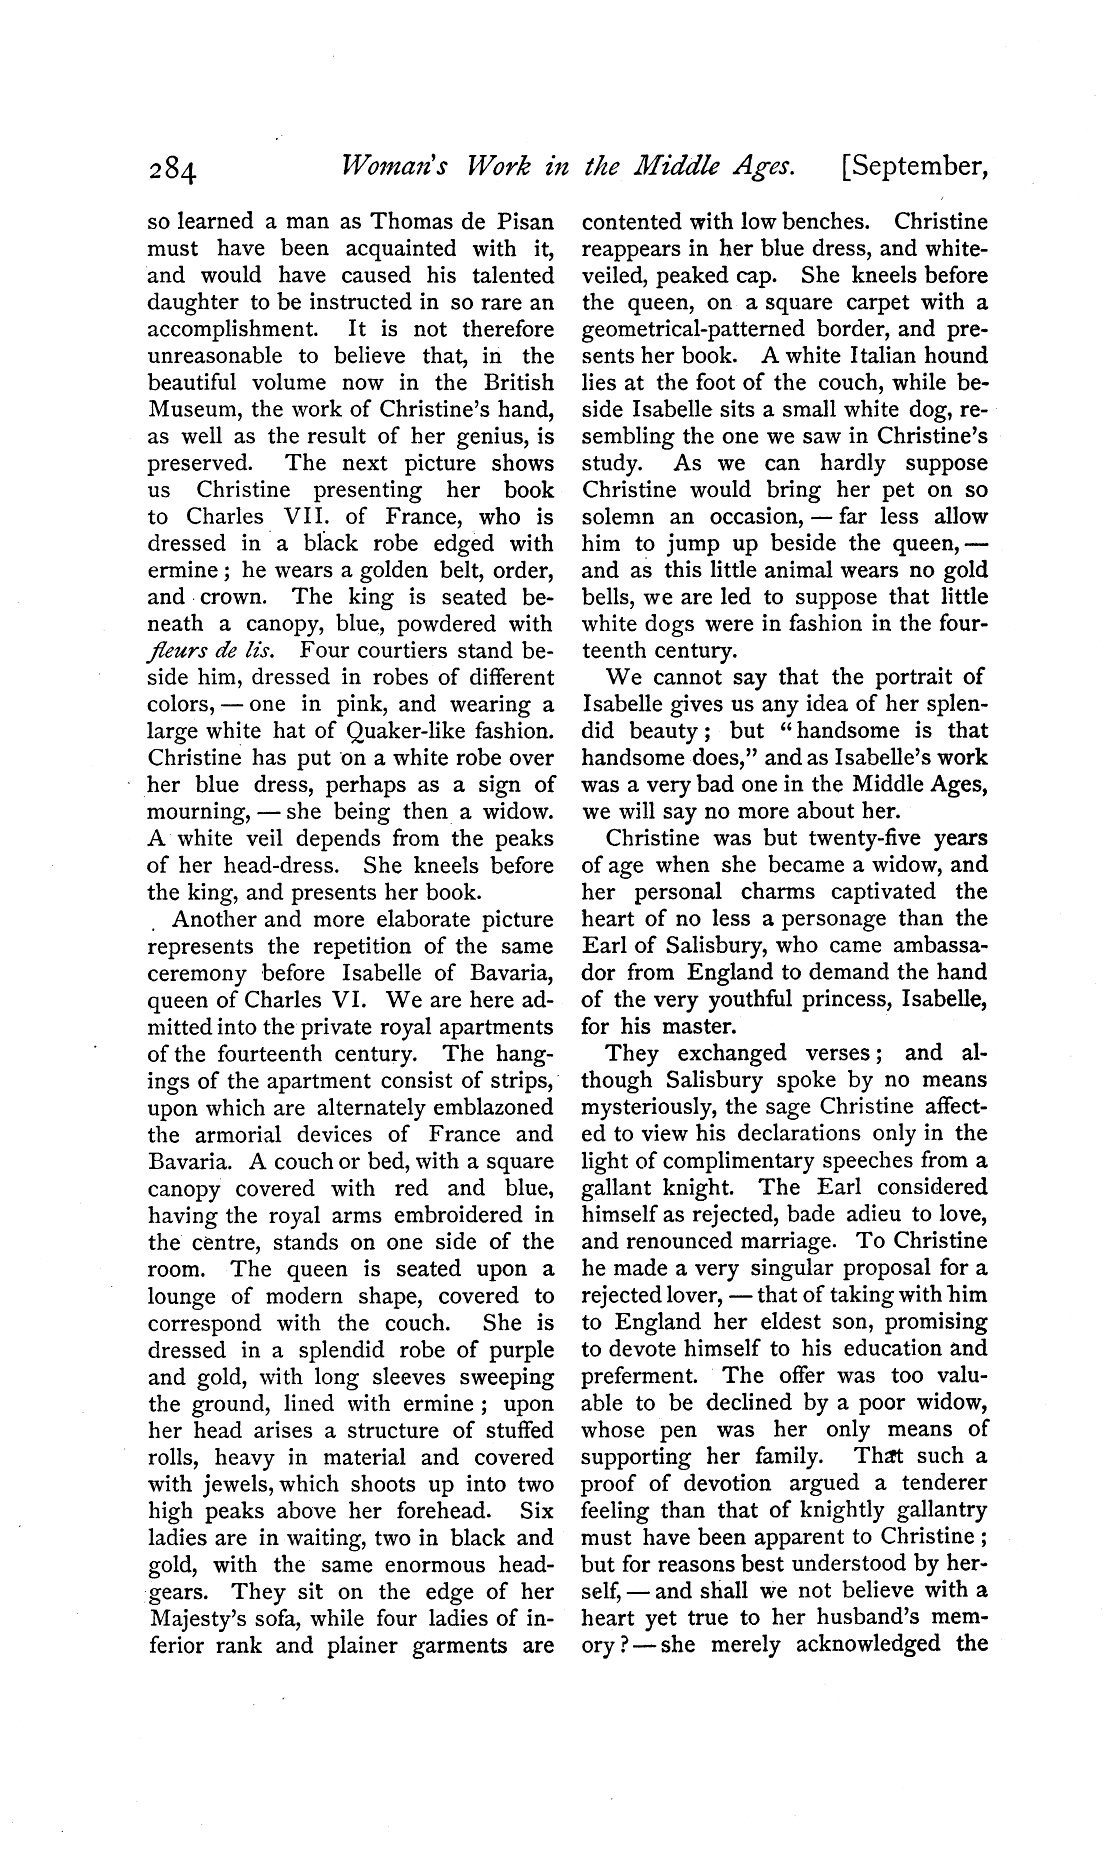 284 Woman's Work in the Middle Ages. [September,
so learned a man as Thomas de Pisan
must have been acquainted with it,
and would have caused his talented
daughter to be instructed in so rare an
accomplishment. It is not therefore
unreasonable to believe that, in the
beautiful volume now in the British
Museum, the work of Christine's hand,
as well as the result of her genius, is
preserved. The next picture shows
us Christine presenting her book
to Charles VII. of France, who is
dressed in a black robe edged with
ermine; he wears a golden belt, order,
and crown. The king is seated be-
neath a canopy, blue, powdered with
fleurs de lis. Four courtiers stand be-
side him, dressed in robes of different
colors, — one in pink, and wearing a
large white hat of Quaker-like fashion.
Christine has put on a white robe over
her blue dress, perhaps as a sign of
mourning, — she being then a widow.
A white veil depends from the peaks
of her head-dress. She kneels before
the king, and presents her book.
Another and more elaborate picture
represents the repetition of the same
ceremony before Isabelle of Bavaria,
queen of Charles VI. We are here ad-
mitted into the private royal apartments
of the fourteenth century. The hang-
ings of the apartment consist of strips,
upon which are alternately emblazoned
the armorial devices of France and
Bavaria. A couch or bed, with a square
canopy covered with red and blue,
having the royal arms embroidered in
the centre, stands on one side of the
room. The queen is seated upon a
lounge of modern shape, covered to
correspond with the couch. She is
dressed in a splendid robe of purple
and gold, with long sleeves sweeping
the ground, lined with ermine; upon
her head arises a structure of stuffed
rolls, heavy in material and covered
with jewels, which shoots up into two
high peaks above her forehead. Six
ladies are in waiting, two in black and
gold, with the same enormous head-
gears. They sit on the edge of her
Majesty's sofa, while four ladies of in-
ferior rank and plainer garments are
contented with low benches. Christine
reappears in her blue dress, and white-
veiled, peaked cap. She kneels before
the queen, on a square carpet with a
geometrical-patterned border, and pre-
sents her book. A white Italian hound
lies at the foot of the couch, while be-
side Isabelle sits a small white dog, re-
sembling the one we saw in Christine's
study. As we can hardly suppose
Christine would bring her pet on so
solemn an occasion, — far less allow
him to jump up beside the queen, —
and as this little animal wears no gold
bells, we are led to suppose that little
white dogs were in fashion in the four-
teenth century.
We cannot say that the portrait of
Isabelle gives us any idea of her splen-
did beauty; but "handsome is that
handsome does," and as Isabelle's work
was a very bad one in the Middle Ages,
we will say no more about her.
Christine was but twenty-five years
of age when she became a widow, and
her personal charms captivated the
heart of no less a personage than the
Earl of Salisbury, who came ambassa-
dor from England to demand the hand
of the very youthful princess, Isabelle,
for his master.
They exchanged verses; and al-
though Salisbury spoke by no means
mysteriously, the sage Christine affect-
ed to view his declarations only in the
light of complimentary speeches from a
gallant knight. The Earl considered
himself as rejected, bade adieu to love,
and renounced marriage. To Christine
he made a very singular proposal for a
rejected lover, — that of taking with him
to England her eldest son, promising
to devote himself to his education and
preferment. The offer was too valu-
able to be declined by a poor widow,
whose pen was her only means of
supporting her family. That such a
proof of devotion argued a tenderer
feeling than that of knightly gallantry
must have been apparent to Christine;
but for reasons best understood by her-
self, — and shall we not believe with a
heart yet true to her husband's mem-
ory? — she merely acknowledged the